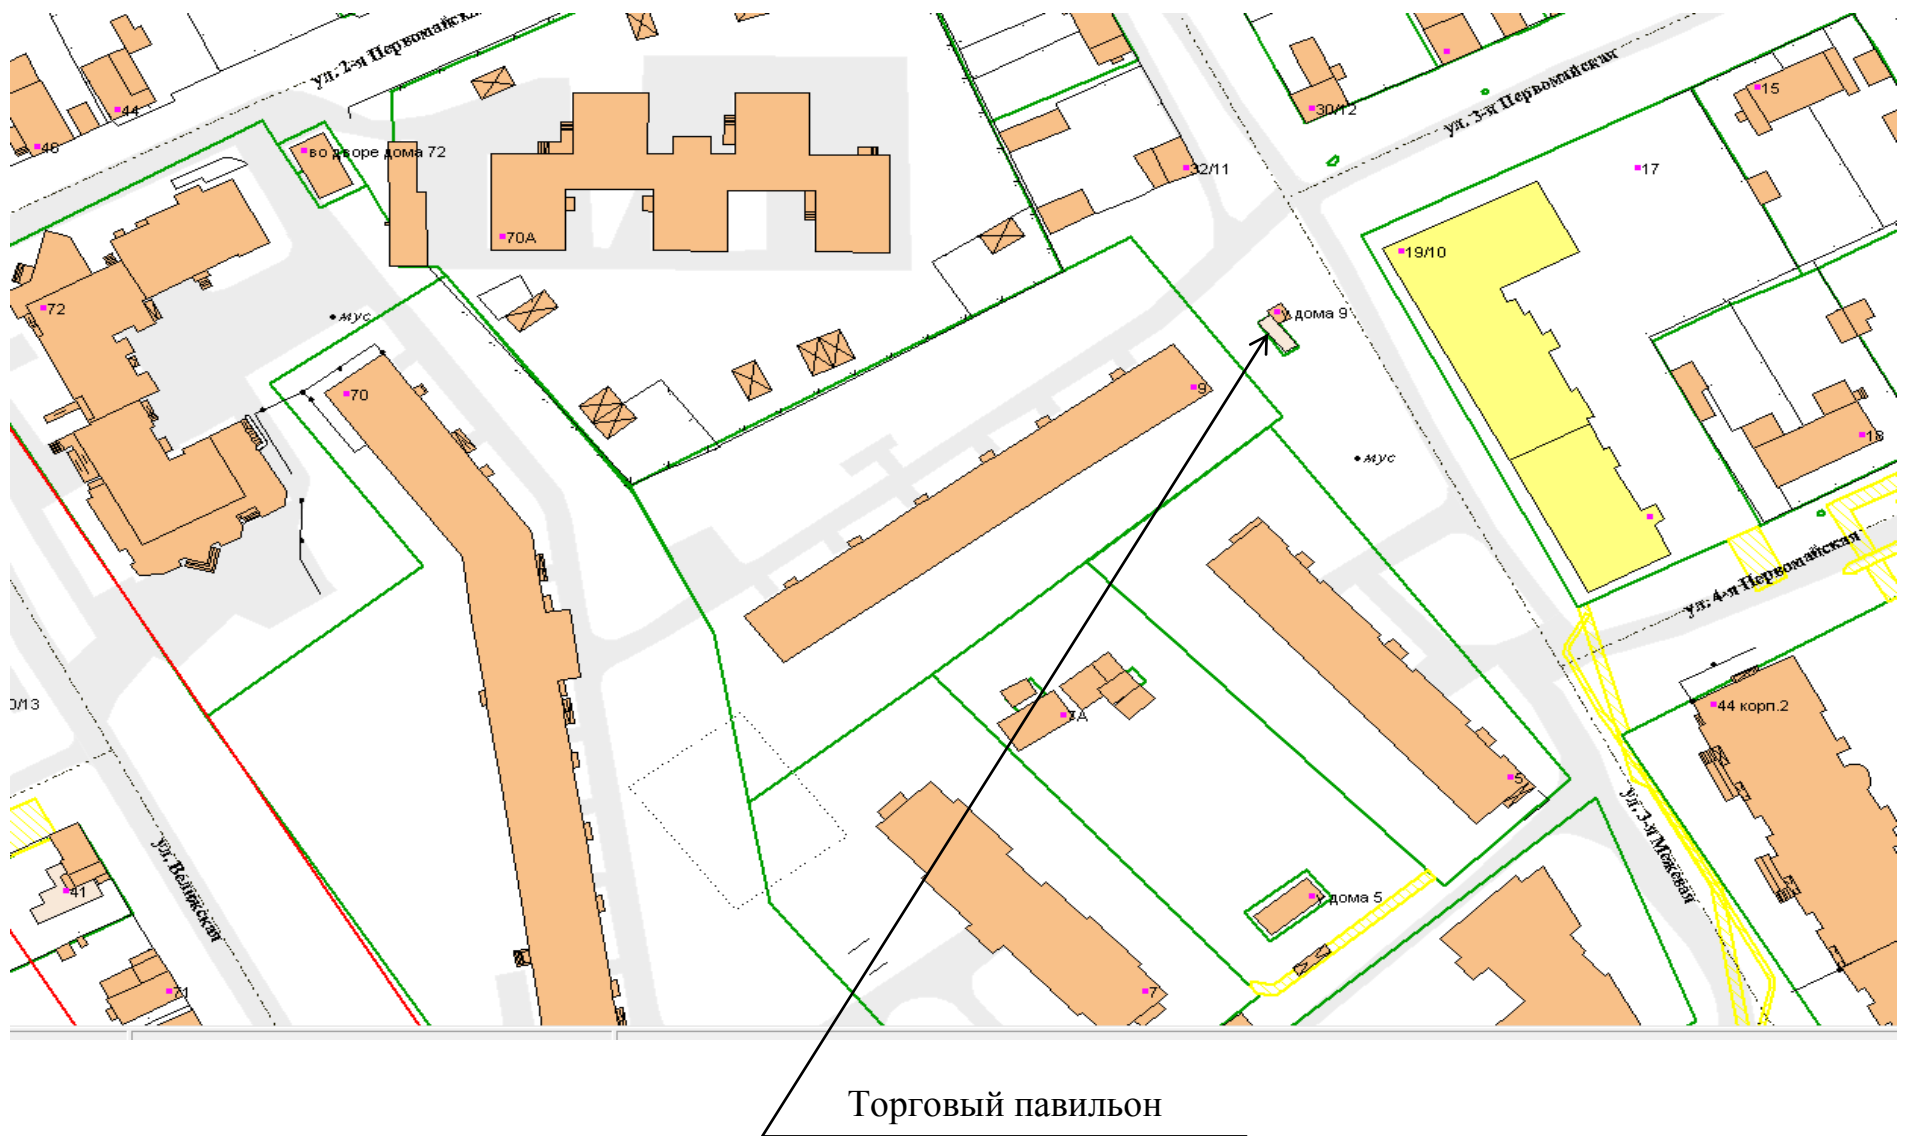 ул. 2-я Первомайская
44
46
во дворе дома 72
70А
72
мус
70
32/11
30/12
ул. 3-я Первомайская
15
17
19/10
у дома 9
9
мус
18
ул. 4-я Первомайская
44 корп.2
5
7А
у дома 5
7
ул. 3-я Межевая
0/13
ул. Велижская
41
71
Торговый павильон